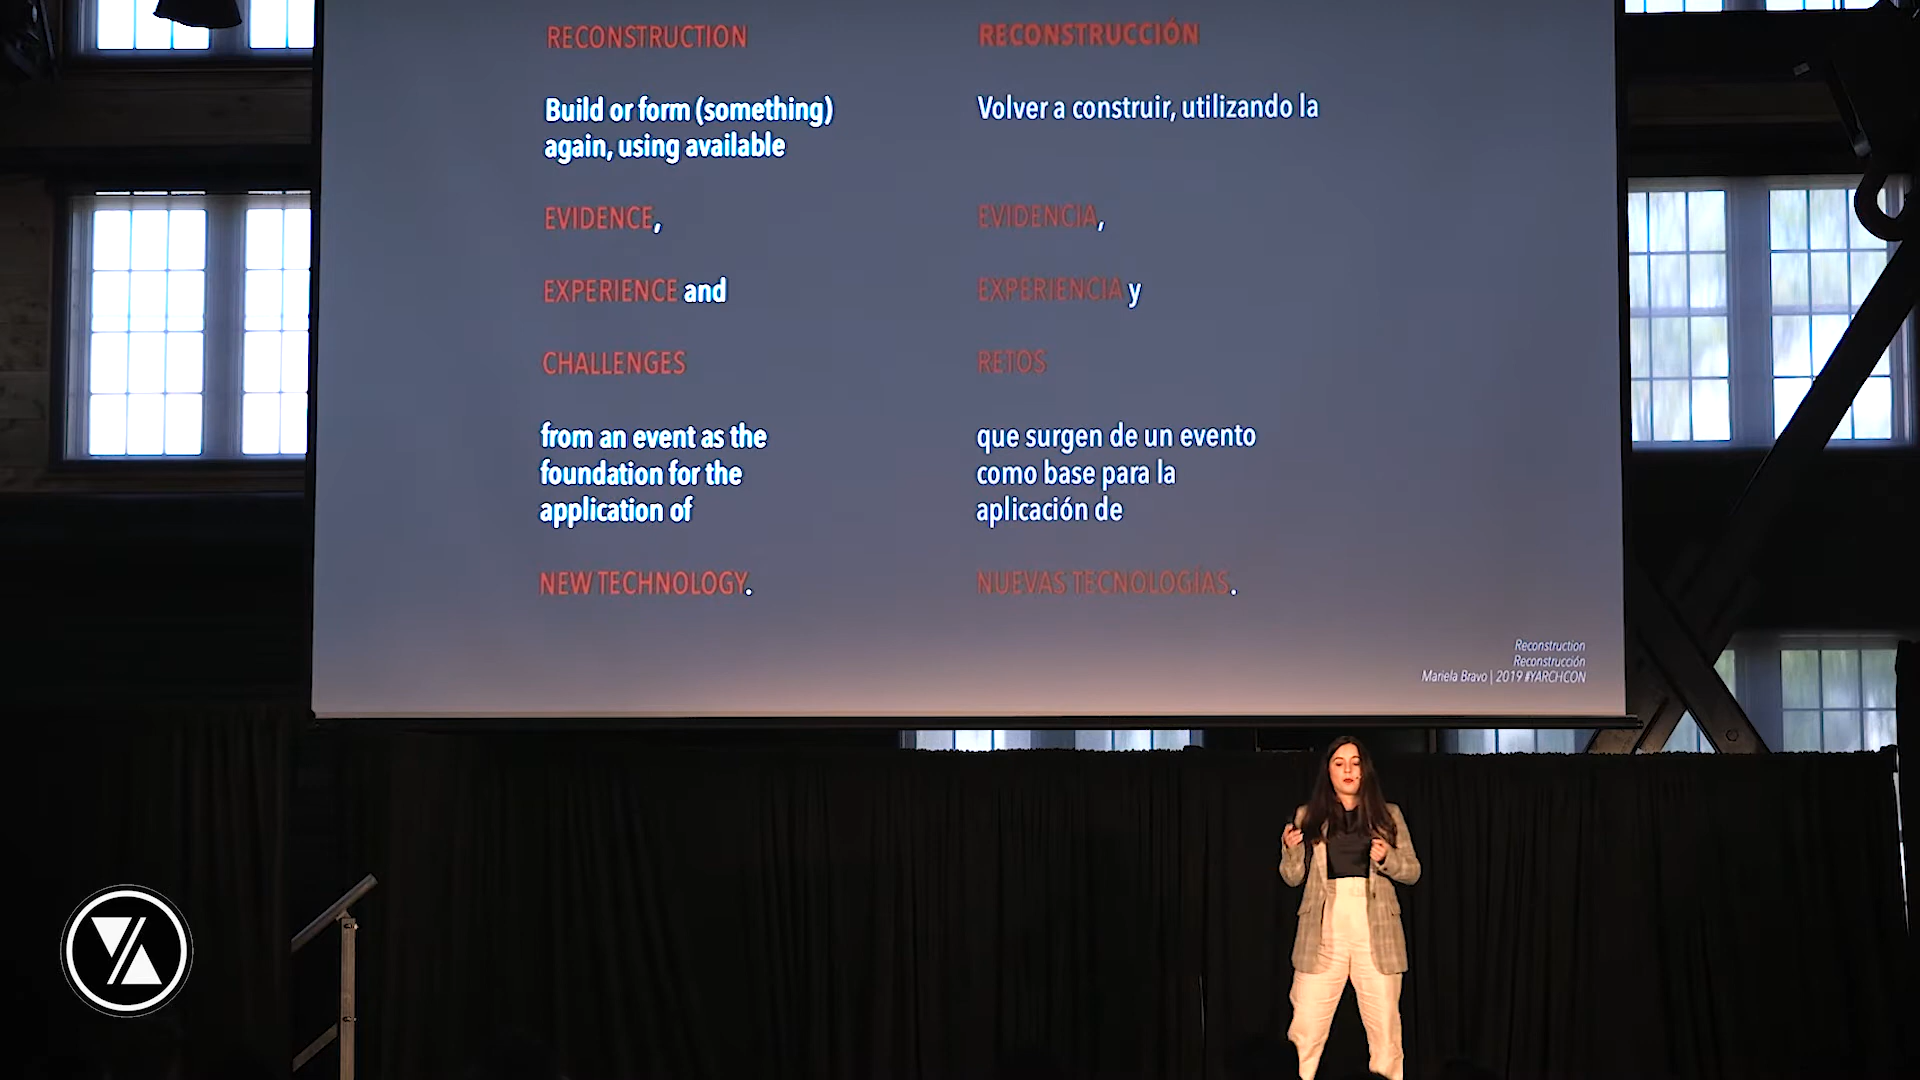 RECONSTRUCTION
Build or form (something)
again, using available
EVIDENCE,
EXPERIENCE and
CHALLENGES
from an event as the
foundation for the
application of
NEW TECHNOLOGY.
RECONSTRUCCIÓN
Volver a construir, utilizando la
EVIDENCIA,
EXPERIENCIA y
RETOS
que surgen de un evento
como base para la
aplicación de
NUEVAS TECNOLOGÍAS.
Reconstruction
Reconstrucción
Mariela Bravo | 2019 #YARCHCON